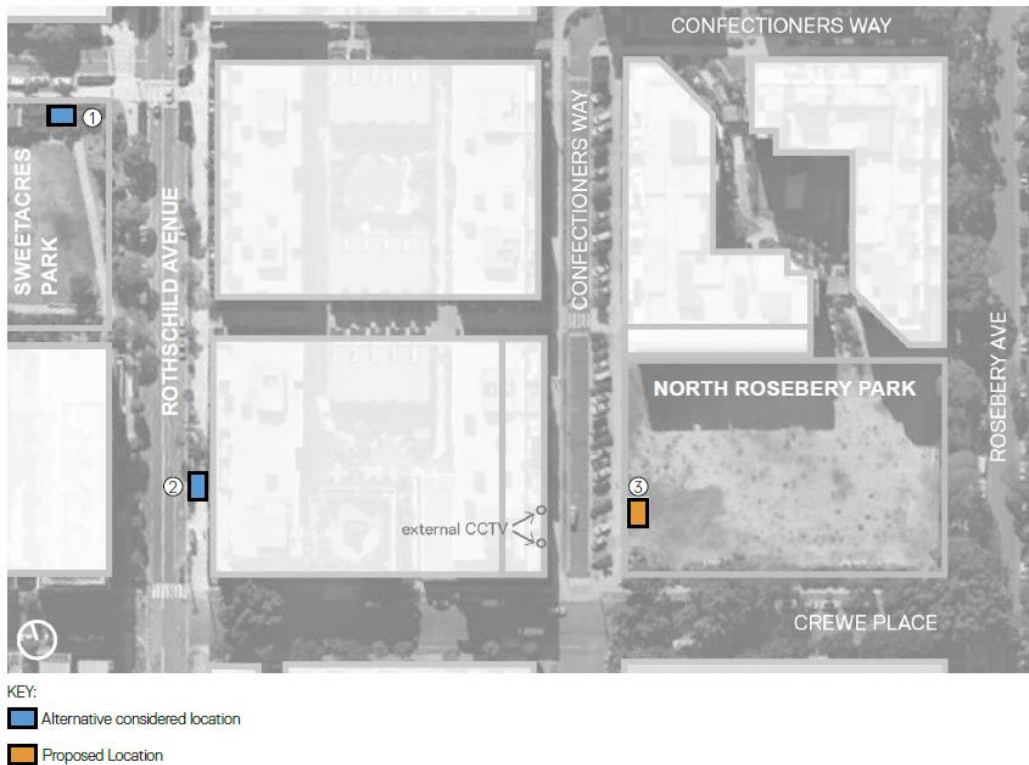 CONFECTIONERS WAY
①
SWEETACRES
PARK
ROTHSCHILD AVENUE
CONFECTIONERS WAY
ROSEBERY AVE
NORTH ROSEBERY PARK
②
③
external CCTV
CREWE PLACE
KEY:
Alternative considered location
Proposed Location